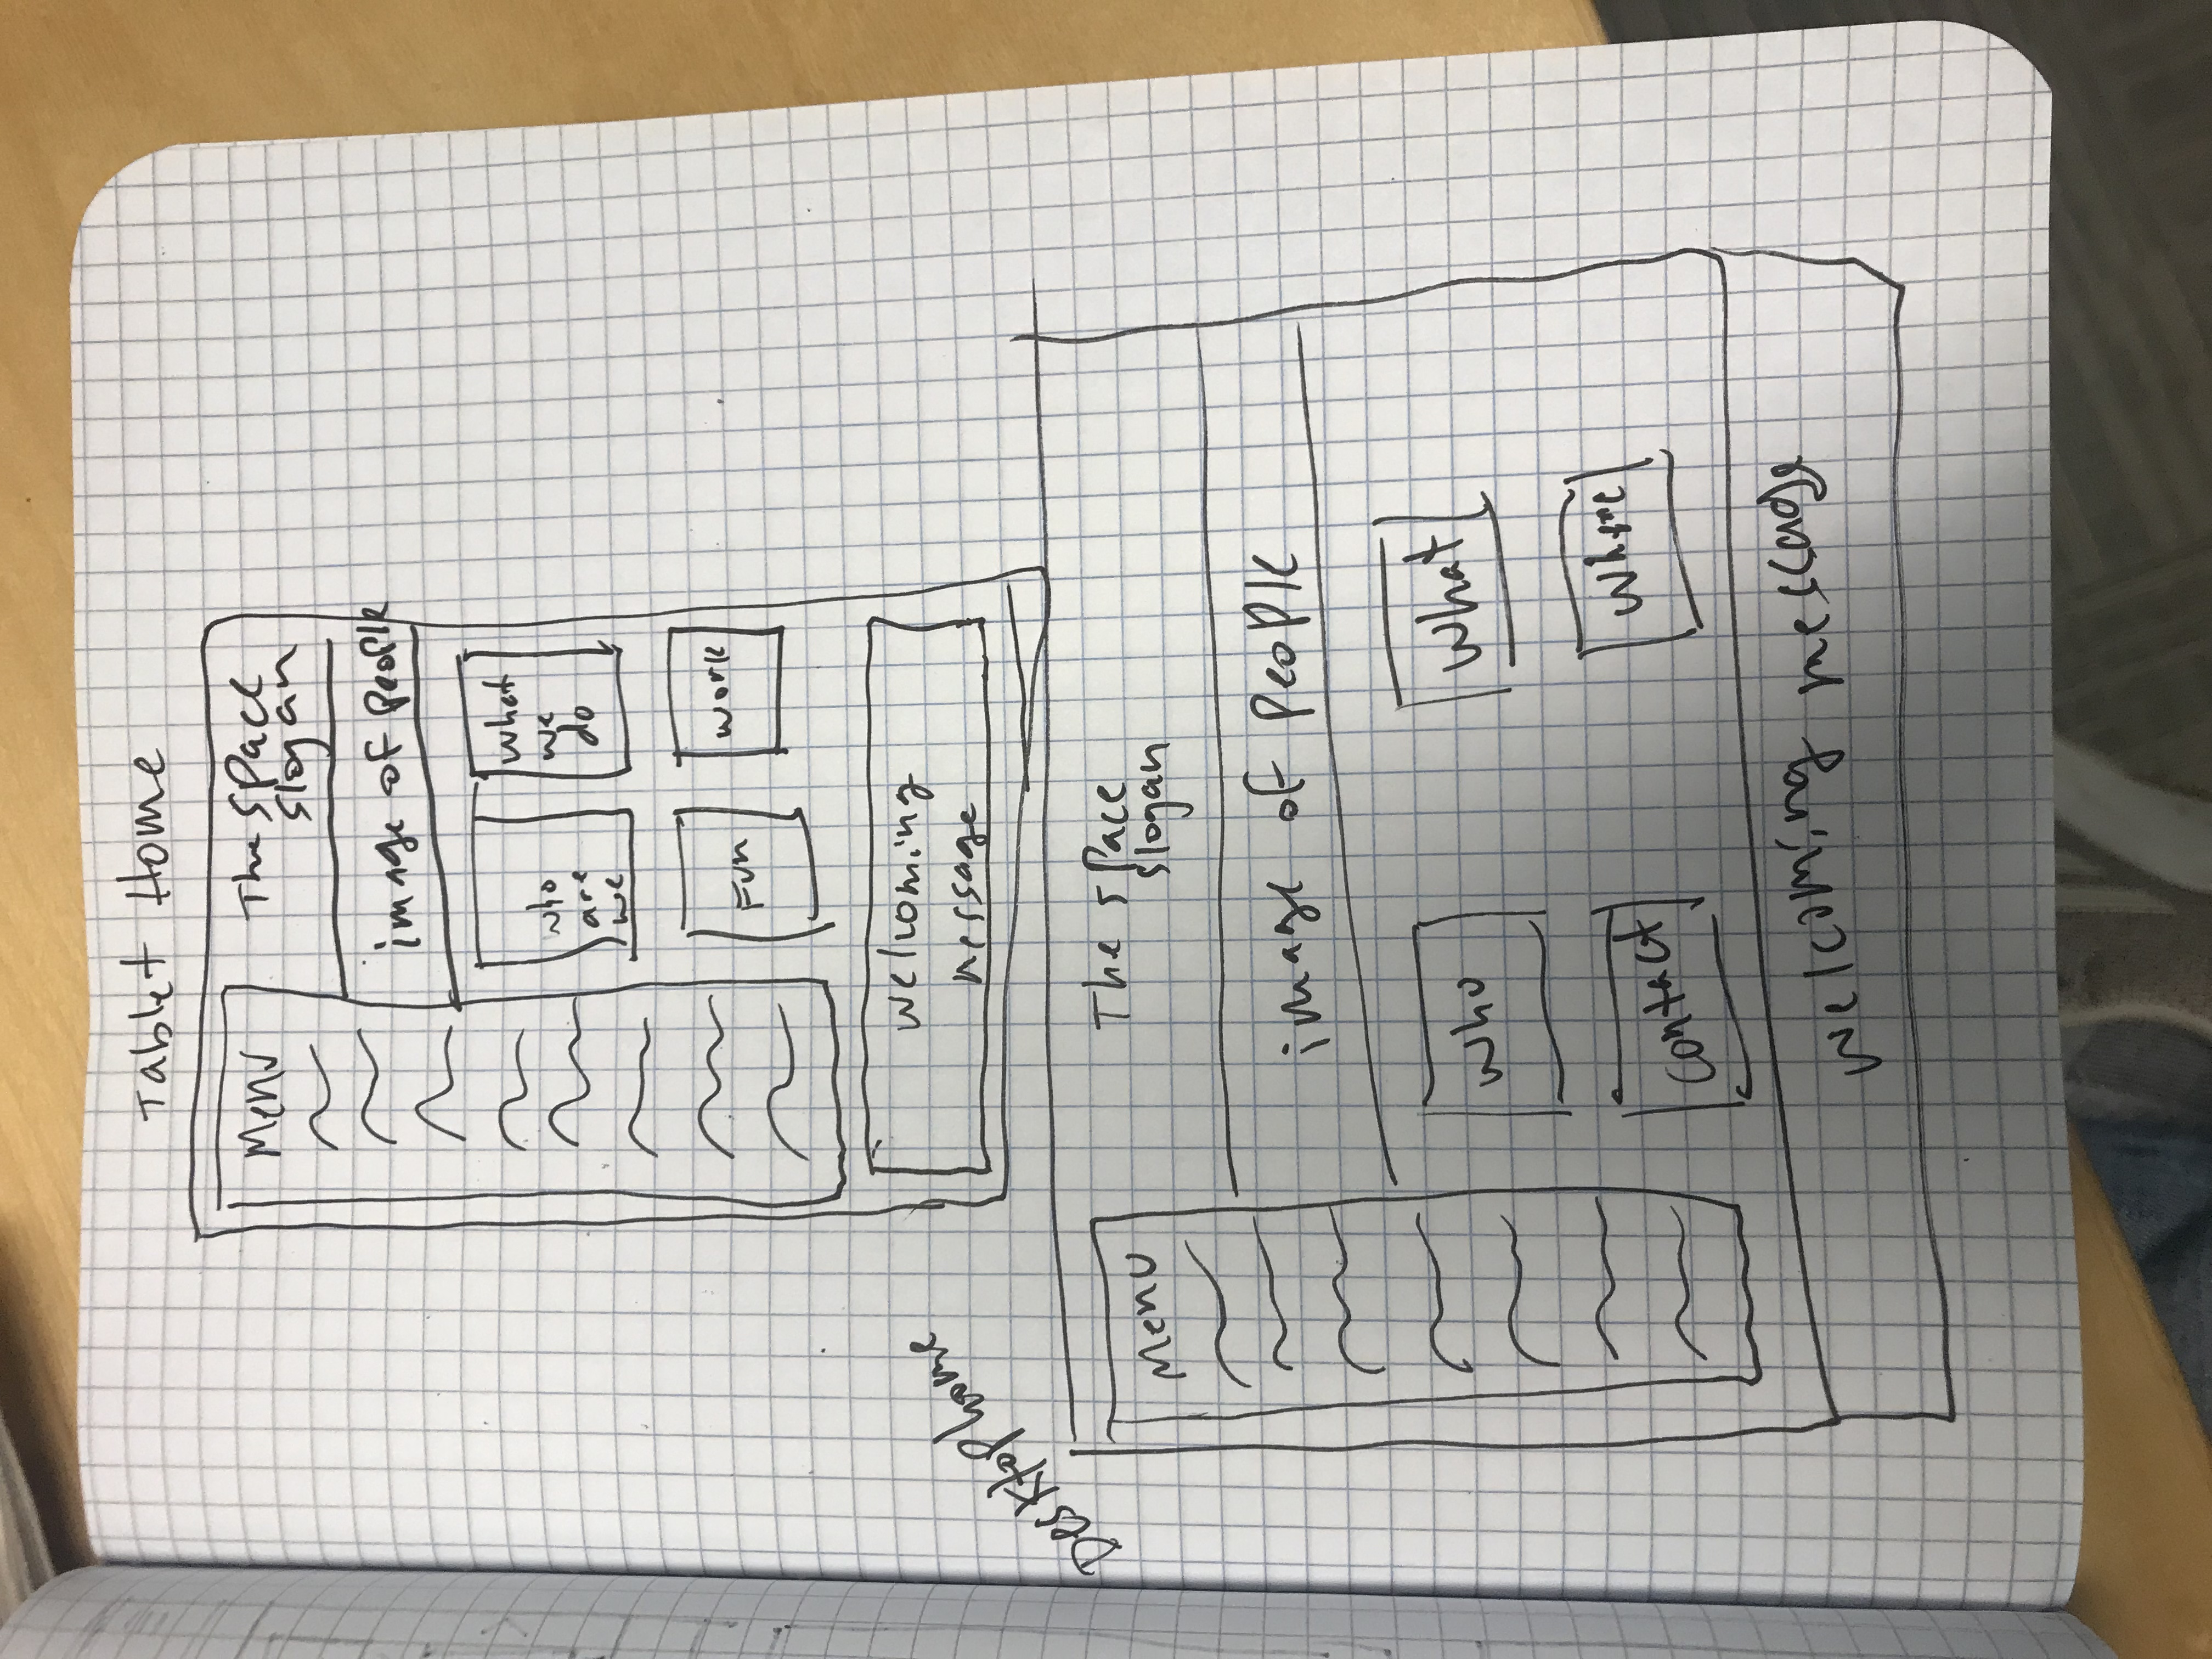 Tablet Home
Menu
The space
slogan
image of people
who
are
we
What
we
do
Fun
work
welcoming
message
Desktop home
Menu
The space
slogan
image of people
who
what
contact
where
welcoming message